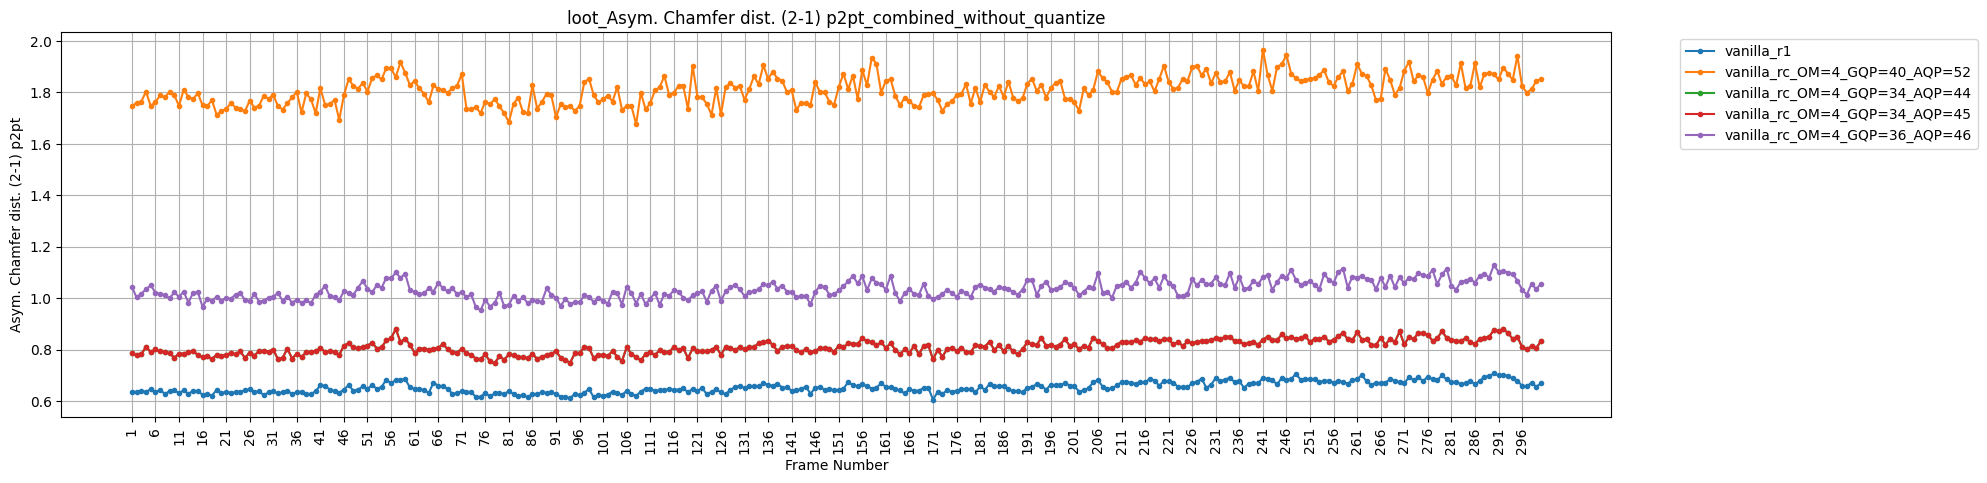 loot_Asym. Chamfer dist. (2-1) p2pt_combined_without_quantize
Asym. Chamfer dist. (2-1) p2pt
2.0
1.8
1.6
1.4
1.2
1.0
0.8
0.6
1 6 11 16 21 26 31 36 41 46 51 56 61 66 71 76 81 86 91 96 101 106 111 116 121 126 131 136 141 146 151 156 161 166 171 176 181 186 191 196 201 206 211 216 221 226 231 236 241 246 251 256 261 266 271 276 281 286 291 296
Frame Number
vanilla_r1
vanilla_rc_OM=4_GQP=40_AQP=52
vanilla_rc_OM=4_GQP=34_AQP=44
vanilla_rc_OM=4_GQP=34_AQP=45
vanilla_rc_OM=4_GQP=36_AQP=46